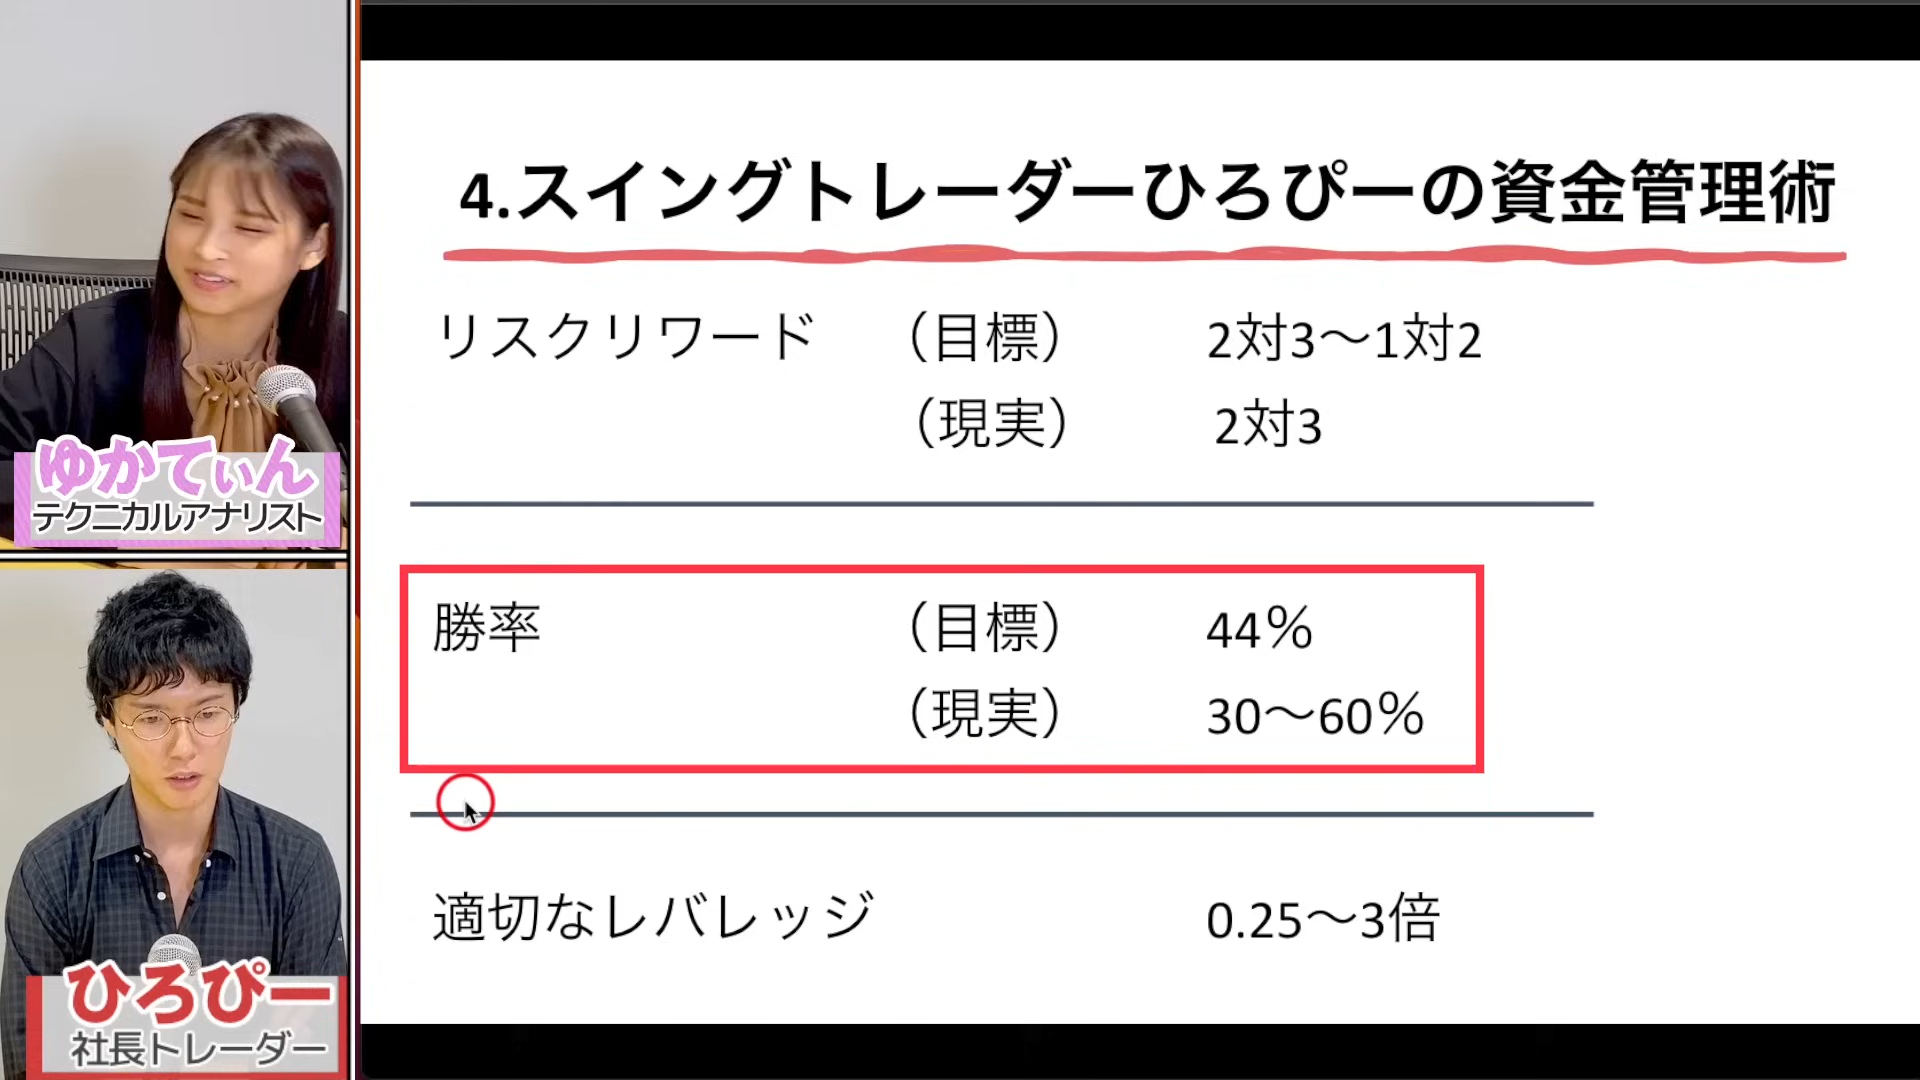 4.スイングトレーダーひろぴーの資金管理術
リスクリワード （目標） 2対3～1対2
（現実） 2対3
勝率 （目標） 44%
（現実） 30～60%
適切なレバレッジ 0.25～3倍
ゆかてぃん
テクニカルアナリスト
ひろぴー
社長トレーダー